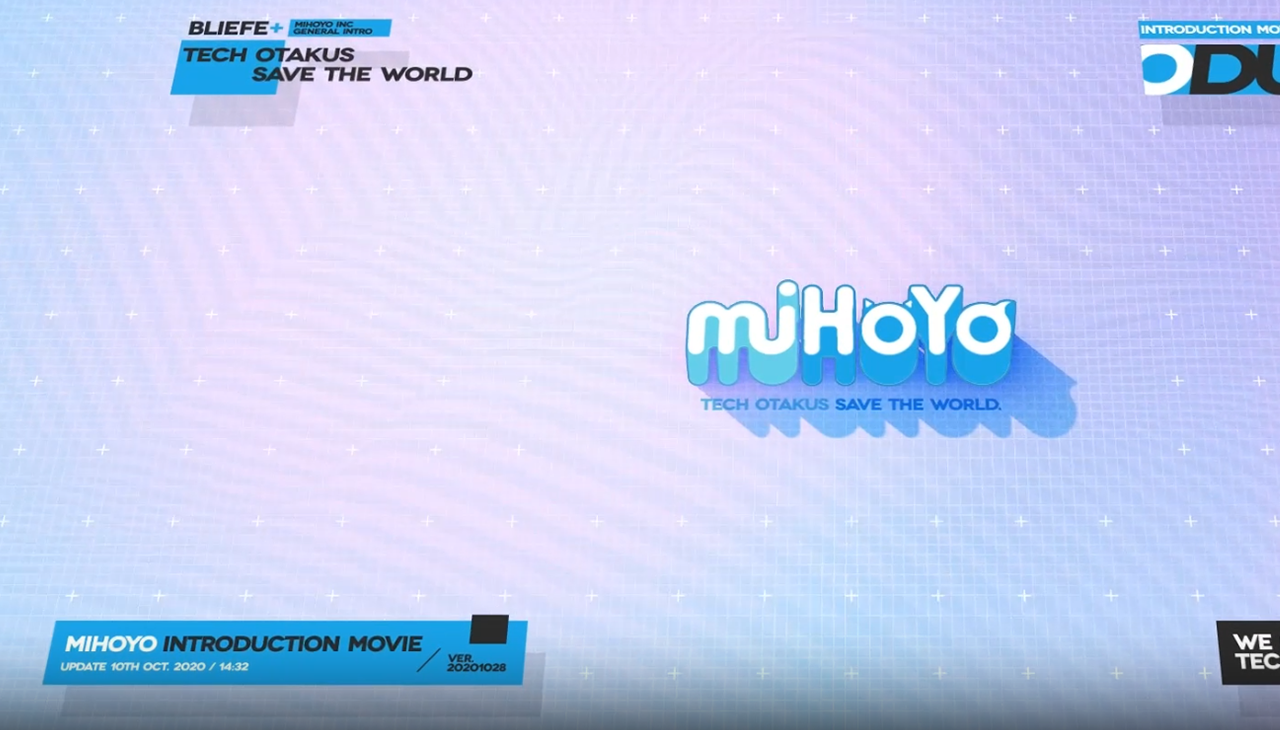 BLIEFE+
MIHOYO INC
GENERAL INTRO
TECH OTAKUS
SAVE THE WORLD
INTRODUCTION MO
ODU
miHoYo
TECH OTAKUS SAVE THE WORLD.
MIHOYO INTRODUCTION MOVIE
UPDATE 10TH OCT. 2020 / 14:32
VER.
20201028
WE
TEC